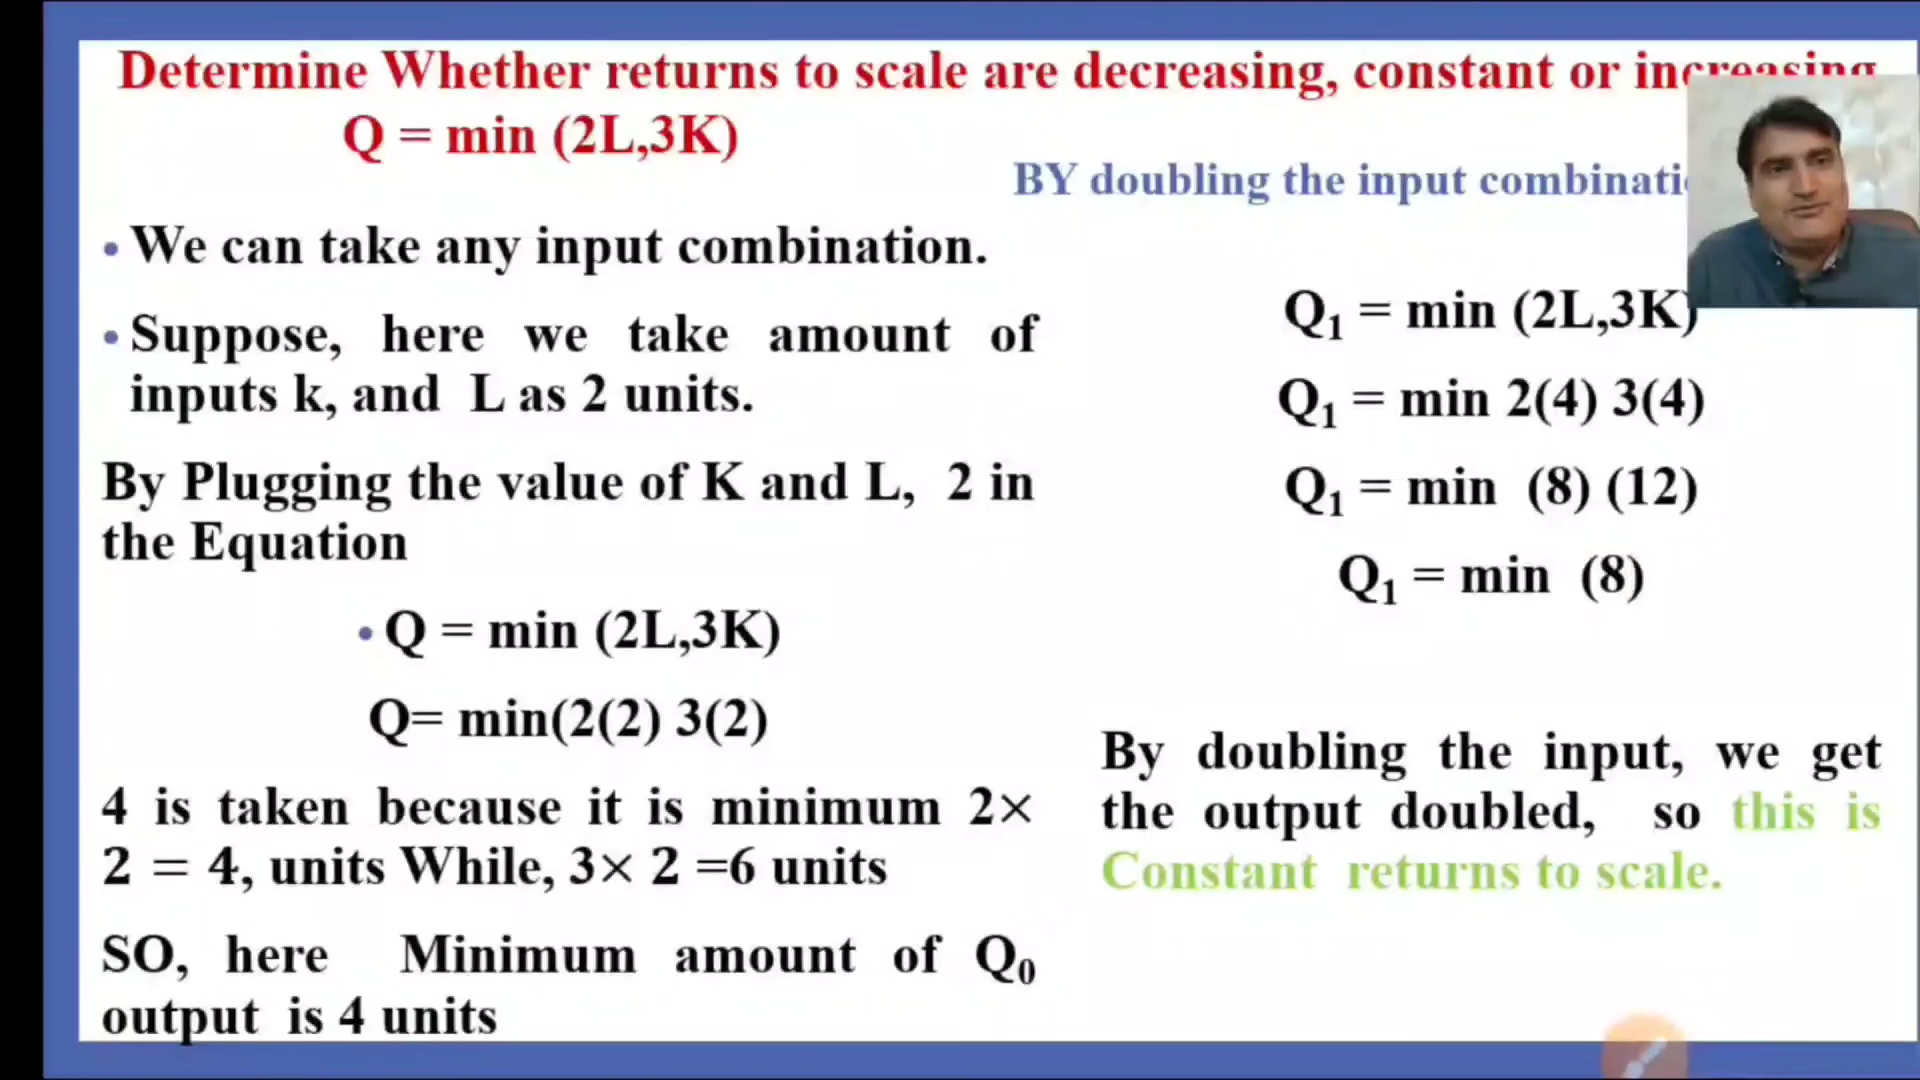 Determine Whether returns to scale are decreasing, constant or increasing
Q = min (2L,3K)
• We can take any input combination.
• Suppose, here we take amount of
inputs k, and L as 2 units.
By Plugging the value of K and L, 2 in
the Equation
• Q = min (2L,3K)
Q= min(2(2) 3(2)
4 is taken because it is minimum 2×
2 = 4, units While, 3× 2 =6 units
SO, here Minimum amount of Q₀
output is 4 units
BY doubling the input
Q₁ = min (2L,3K)
Q₁ = min 2(4) 3(4)
Q₁ = min (8) (12)
Q₁ = min (8)
By doubling the input, we get
the output doubled, so this is
Constant returns to scale.